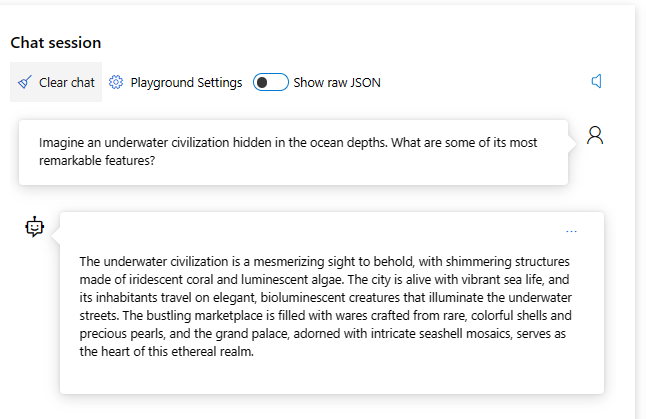 Chat session
Clear chat Playground Settings Show raw JSON
Imagine an underwater civilization hidden in the ocean depths. What are some of its most
remarkable features?
...
The underwater civilization is a mesmerizing sight to behold, with shimmering structures
made of iridescent coral and luminescent algae. The city is alive with vibrant sea life, and
its inhabitants travel on elegant, bioluminescent creatures that illuminate the underwater
streets. The bustling marketplace is filled with wares crafted from rare, colorful shells and
precious pearls, and the grand palace, adorned with intricate seashell mosaics, serves as
the heart of this ethereal realm.